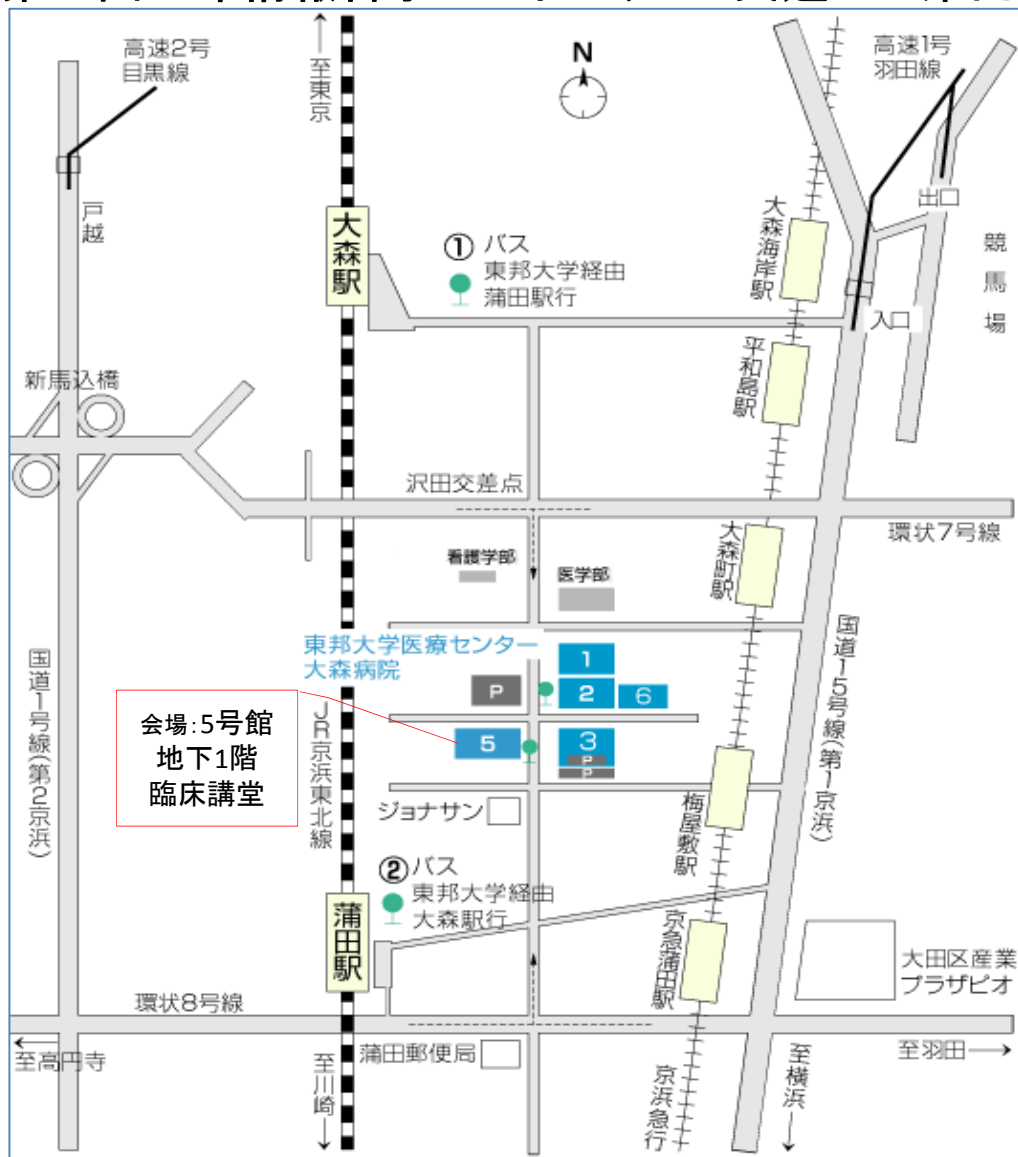 高速2号
目黒線
至東京
N
高速1号
羽田線
戸越
大森駅
① バス
東邦大学経由
蒲田駅行
大森海岸駅
出口
競馬場
入口
平和島駅
新馬込橋
沢田交差点
環状7号線
看護学部
医学部
大森町駅
東邦大学医療センター
大森病院
1
P
2
6
国道1号線(第2京浜)
国道15号線(第1京浜)
会場:5号館
地下1階
臨床講堂
JR京浜東北線
5
3
P
P
ジョナサン
梅屋敷駅
② バス
東邦大学経由
大森駅行
蒲田駅
京急蒲田駅
大田区産業
プラザピオ
環状8号線
至高円寺
蒲田郵便局
至羽田
至川崎
京浜急行
至横浜